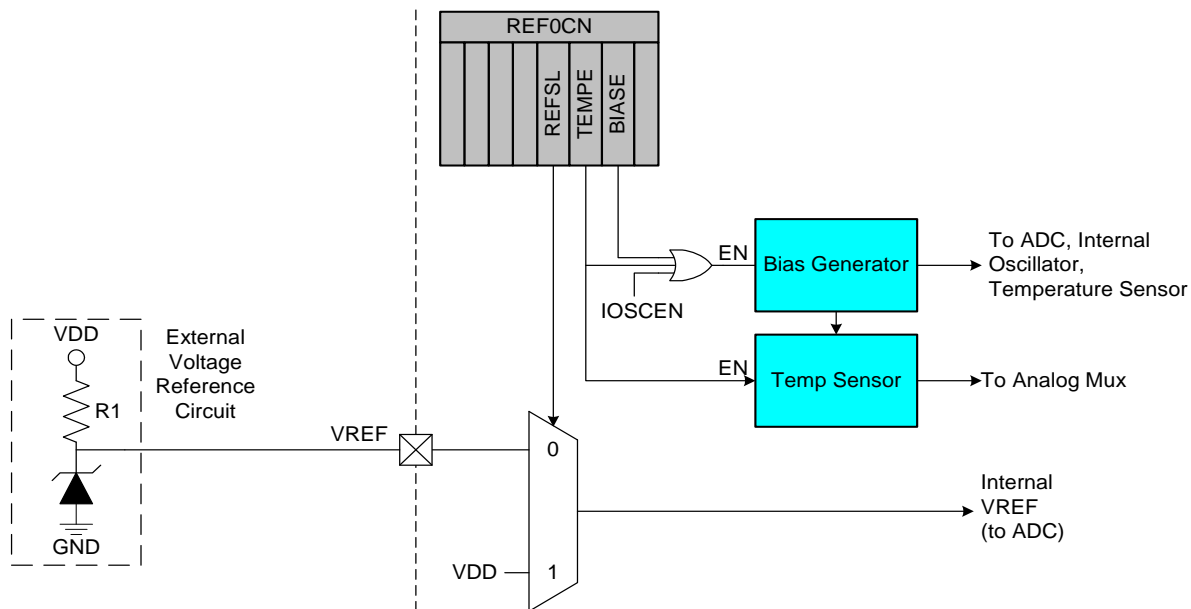 REF0CN
REFSL
TEMPE
BIASE
EN
Bias Generator
To ADC, Internal
Oscillator,
Temperature Sensor
IOSCEN
VDD
External
Voltage
Reference
Circuit
R1
EN
Temp Sensor
To Analog Mux
VREF
0
Internal
VREF
(to ADC)
GND
VDD
1